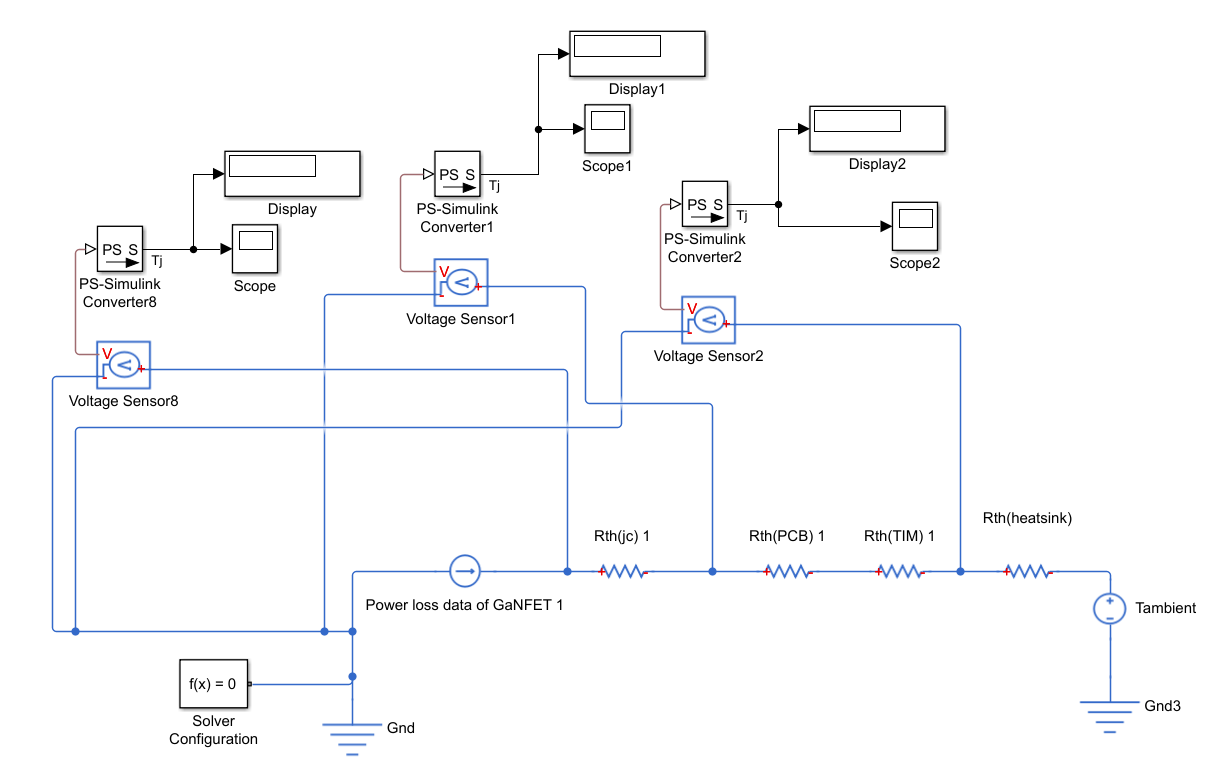 Display1
Scope1
Display2
PS S
Tj
PS-Simulink
Converter1
Display
PS S
Tj
PS-Simulink
Converter2
Scope2
PS S
Tj
PS-Simulink
Converter8
Scope
V
V
+
-
Voltage Sensor1
V
V
+
-
Voltage Sensor2
V
V
+
-
Voltage Sensor8
Rth(heatsink)
Rth(jc) 1
Rth(PCB) 1
Rth(TIM) 1
+ -
+ -
+ -
+ -
Power loss data of GaNFET 1
+
-
Tambient
f(x) = 0
Solver
Configuration
Gnd
Gnd3